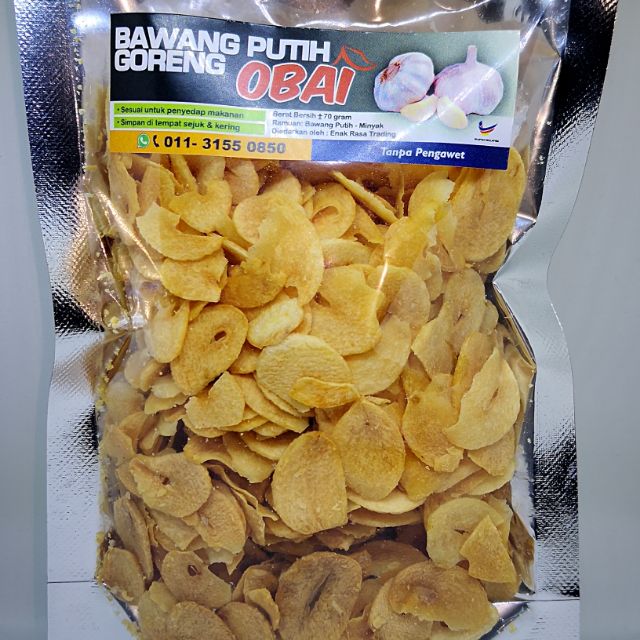 BAWANG PUTIH
GORENG OBAI
• Sesuai untuk penyedap makanan
• Simpan di tempat sejuk & kering
Berat Bersih ± 70 gram
Ramuan: Bawang Putih - Minyak
Diedarkan oleh : Enak Rasa Trading
011- 3155 0850
Tanpa Pengawet